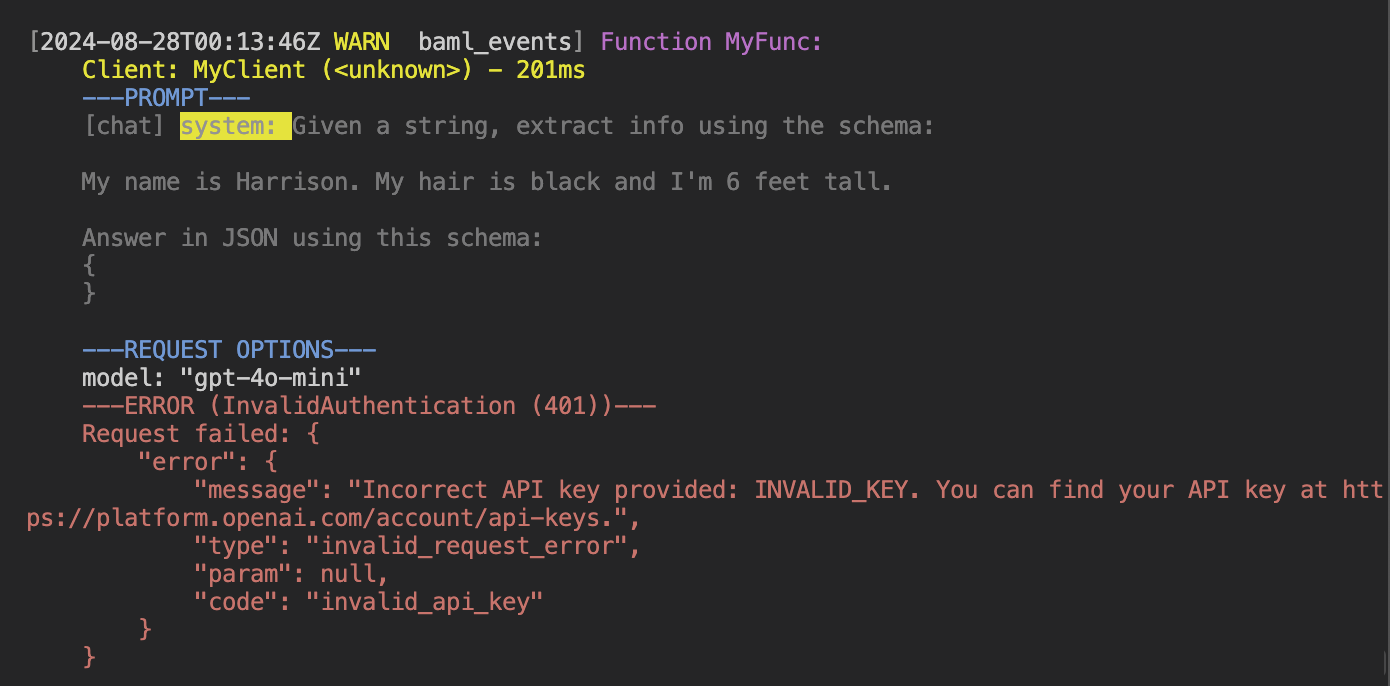 [2024-08-28T00:13:46Z WARN  baml_events] Function MyFunc:
    Client: MyClient (<unknown>) - 201ms
    ---PROMPT---
    [chat] system: Given a string, extract info using the schema:

    My name is Harrison. My hair is black and I'm 6 feet tall.

    Answer in JSON using this schema:
    {
    }

    ---REQUEST OPTIONS---
    model: "gpt-4o-mini"
    ---ERROR (InvalidAuthentication (401))---
    Request failed: {
        "error": {
            "message": "Incorrect API key provided: INVALID_KEY. You can find your API key at htt
ps://platform.openai.com/account/api-keys.",
            "type": "invalid_request_error",
            "param": null,
            "code": "invalid_api_key"
        }
    }